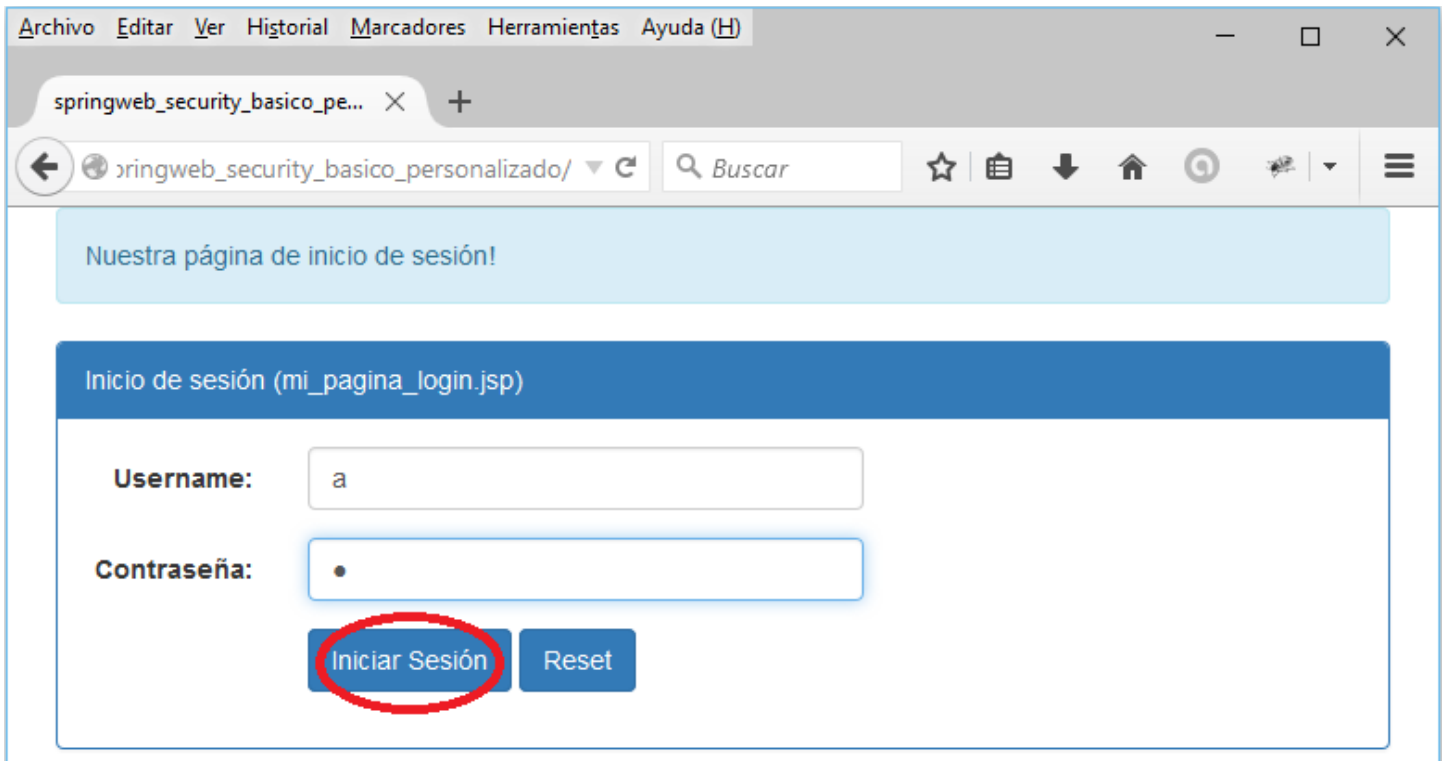 Archivo Editar Ver Historial Marcadores Herramientas Ayuda (H)
springweb_security_basico_pe...
pringweb_security_basico_personalizado/ Buscar
Nuestra página de inicio de sesión!
Inicio de sesión (mi_pagina_login.jsp)
Username: a
Contraseña:
Iniciar Sesión Reset